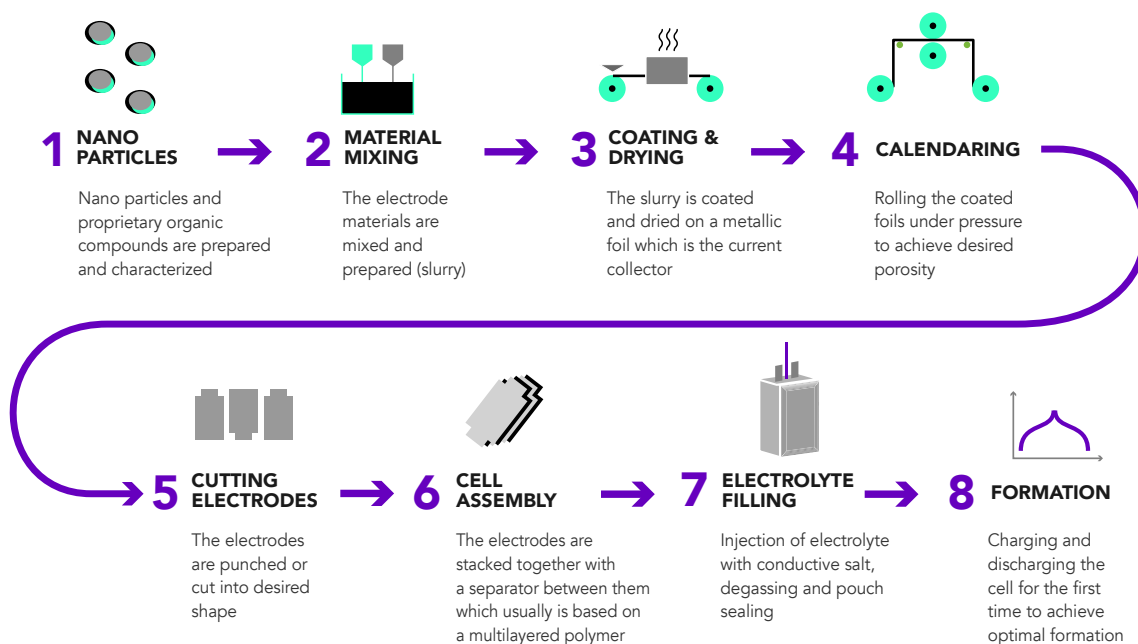 1 NANO
PARTICLES
Nano particles and
proprietary organic
compounds are prepared
and characterized
2 MATERIAL
MIXING
The electrode
materials are
mixed and
prepared (slurry)
3 COATING &
DRYING
The slurry is coated
and dried on a metallic
foil which is the current
collector
4 CALENDARING
Rolling the coated
foils under pressure
to achieve desired
porosity
5 CUTTING
ELECTRODES
The electrodes
are punched or
cut into desired
shape
6 CELL
ASSEMBLY
The electrodes are
stacked together with
a separator between them
which usually is based on
a multilayered polymer
7 ELECTROLYTE
FILLING
Injection of electrolyte
with conductive salt,
degassing and pouch
sealing
8 FORMATION
Charging and
discharging the
cell for the first
time to achieve
optimal formation